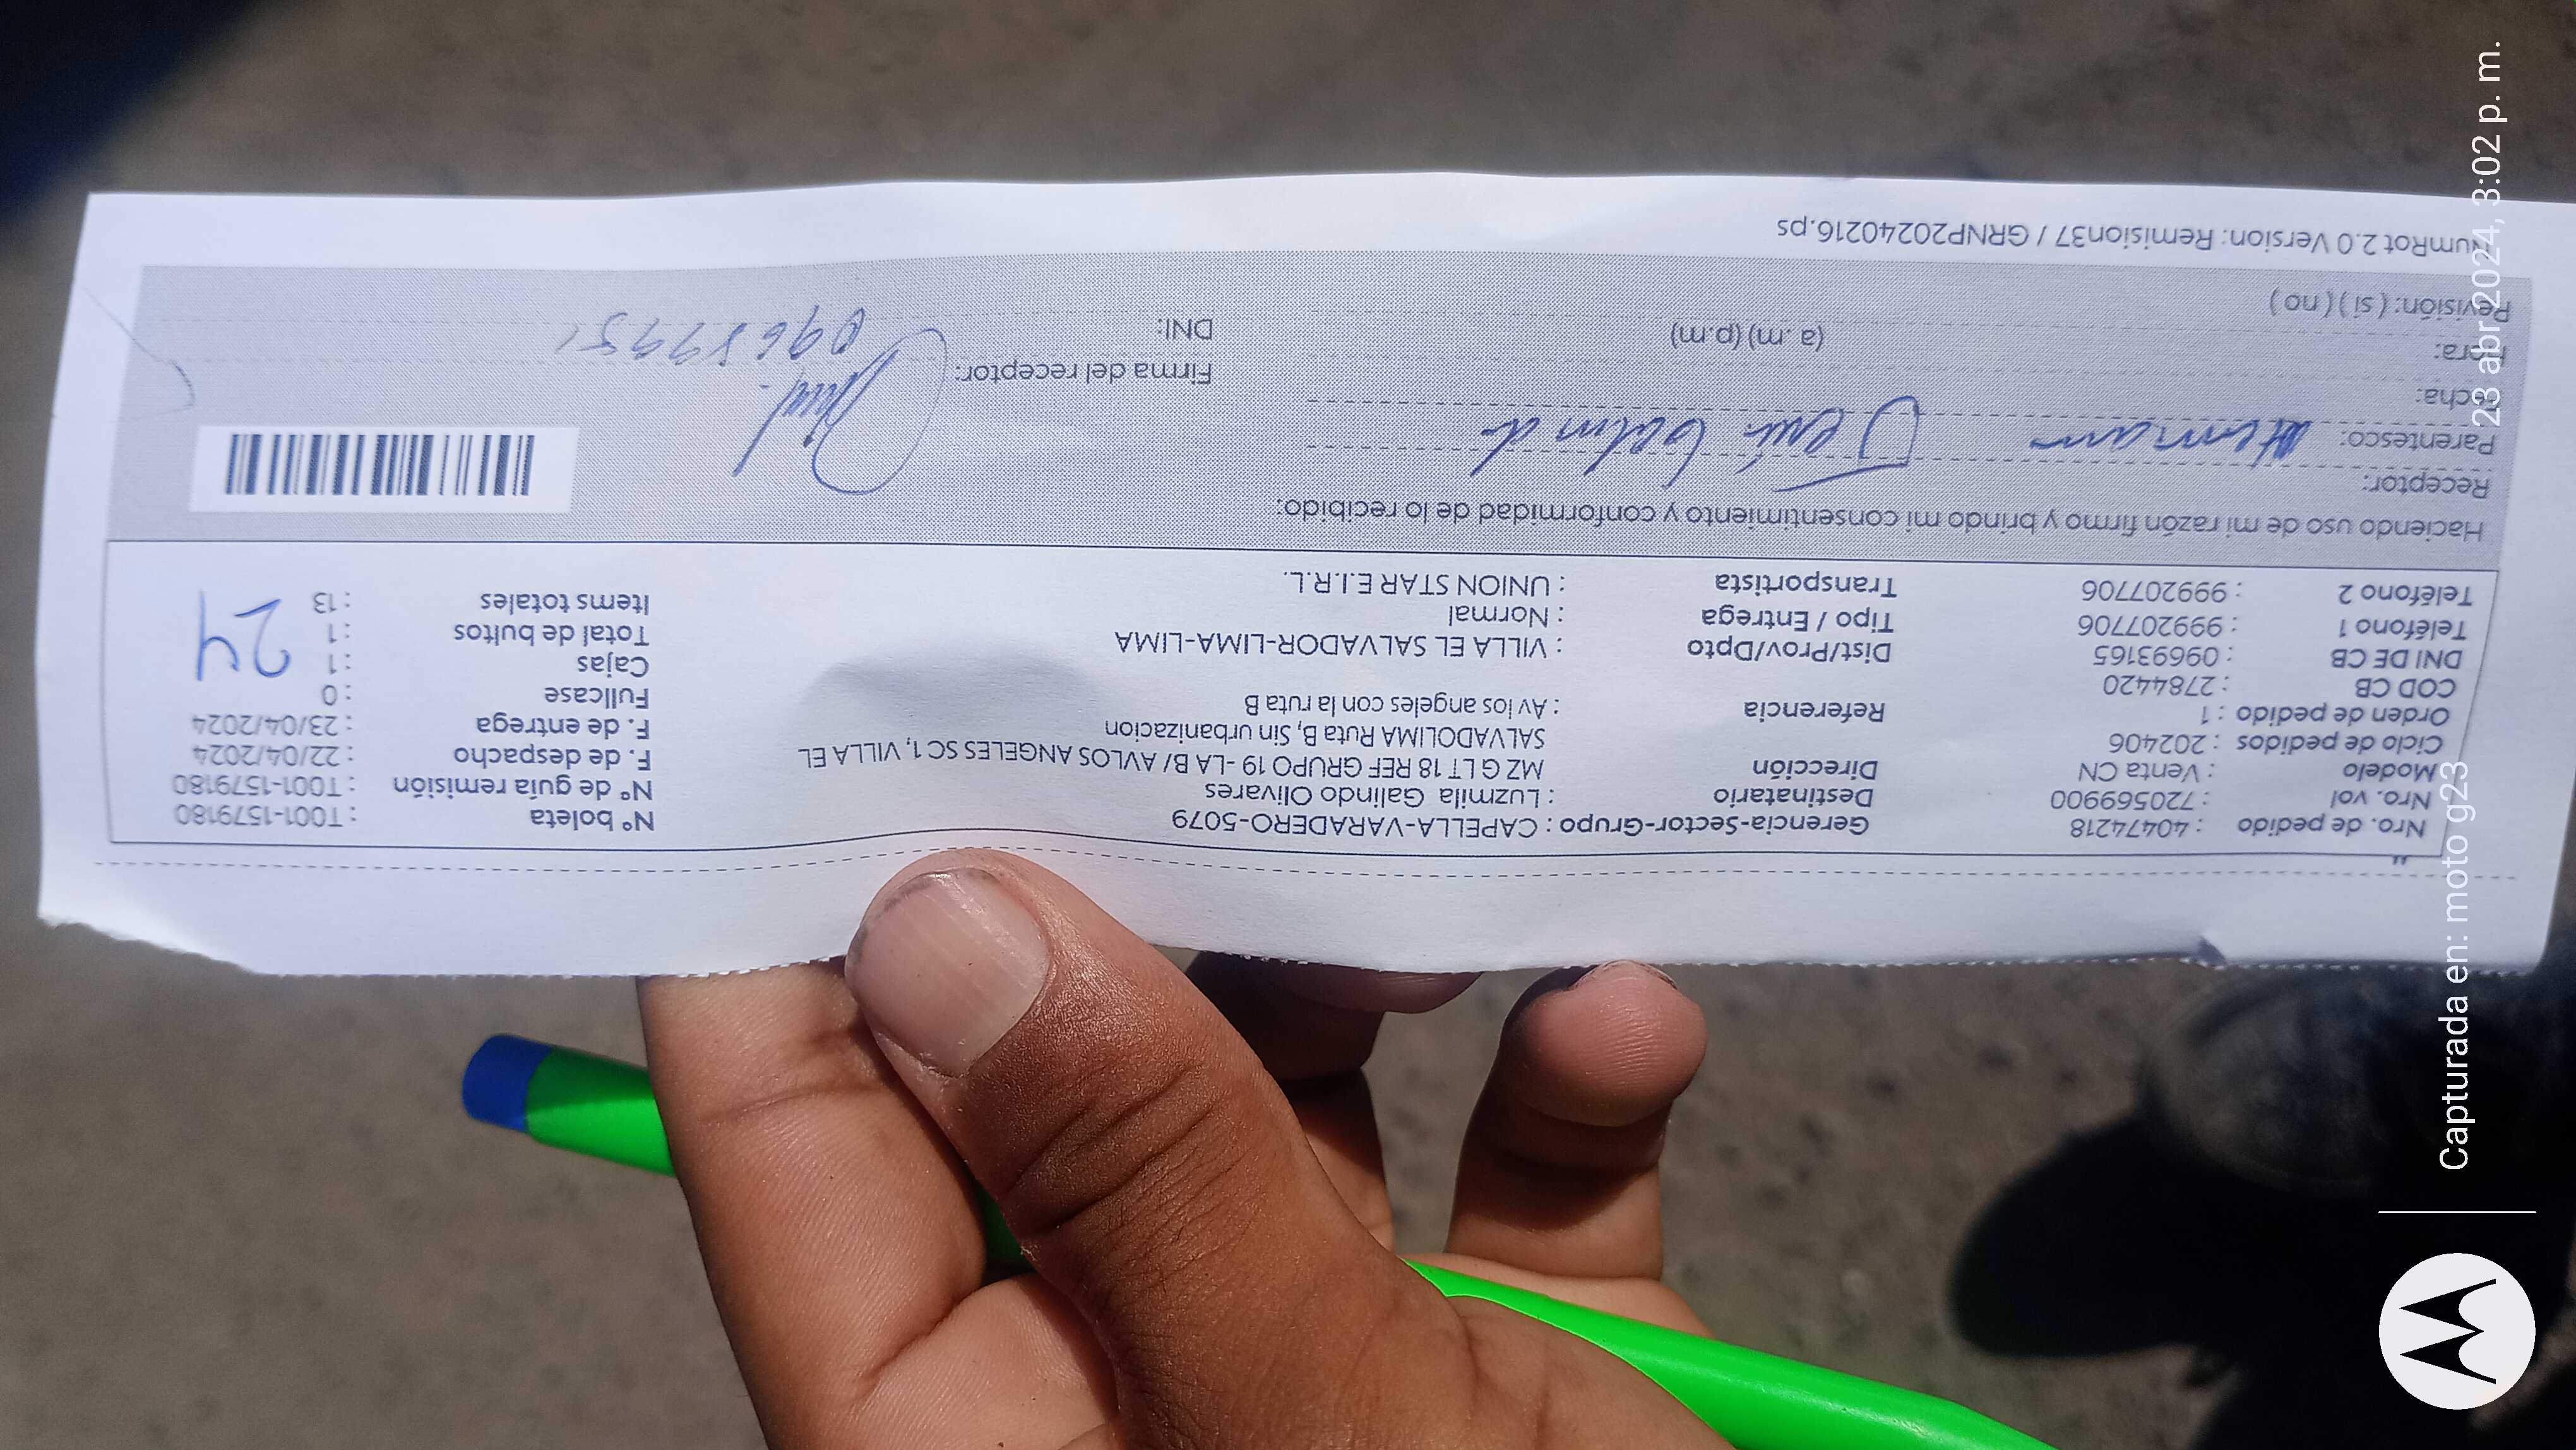 Nro. de pedido : 40474218 Gerencia-Sector-Grupo : CAPELLA-VARADERO-5079 N° boleta : T001-1579180
Nro. vol : 720569900 Destinatario : Luzmila Galindo Olivares N° de guía remisión : T001-1579180
Modelo : Venta CN Dirección MZ G LT 18 REF GRUPO 19 -LA B/ AVLOS ANGELES SC 1, VILLA EL F. de despacho : 22/04/2024
Ciclo de pedidos : 202406 SALVADOLIMA Ruta B, Sin urbanizacion F. de entrega : 23/04/2024
Orden de pedido : 1 Referencia : Av los angeles con la ruta B Fullcase : 0
COD CB : 2784420 Cajas : 1
DNI DE CB : 09693165 Dist/Prov/Dpto : VILLA EL SALVADOR-LIMA-LIMA Total de bultos : 1
Teléfono 1 : 999207706 Tipo / Entrega : Normal Items totales : 13
Teléfono 2 : 999207706 Transportista : UNION STAR E.I.R.L.
24
Haciendo uso de mi razón firmo y brindo mi consentimiento y conformidad de lo recibido:
Receptor:
Parentesco: Hermano
Fecha:
Hora: (a .m) (p.m)
Revisión: ( si ) ( no )
Firma del receptor:
DNI:
NumRot 2.0 Version: Remision37 / GRNP20240216.ps
Capturada en: moto g23
23 abr 2024, 3:02 p. m.